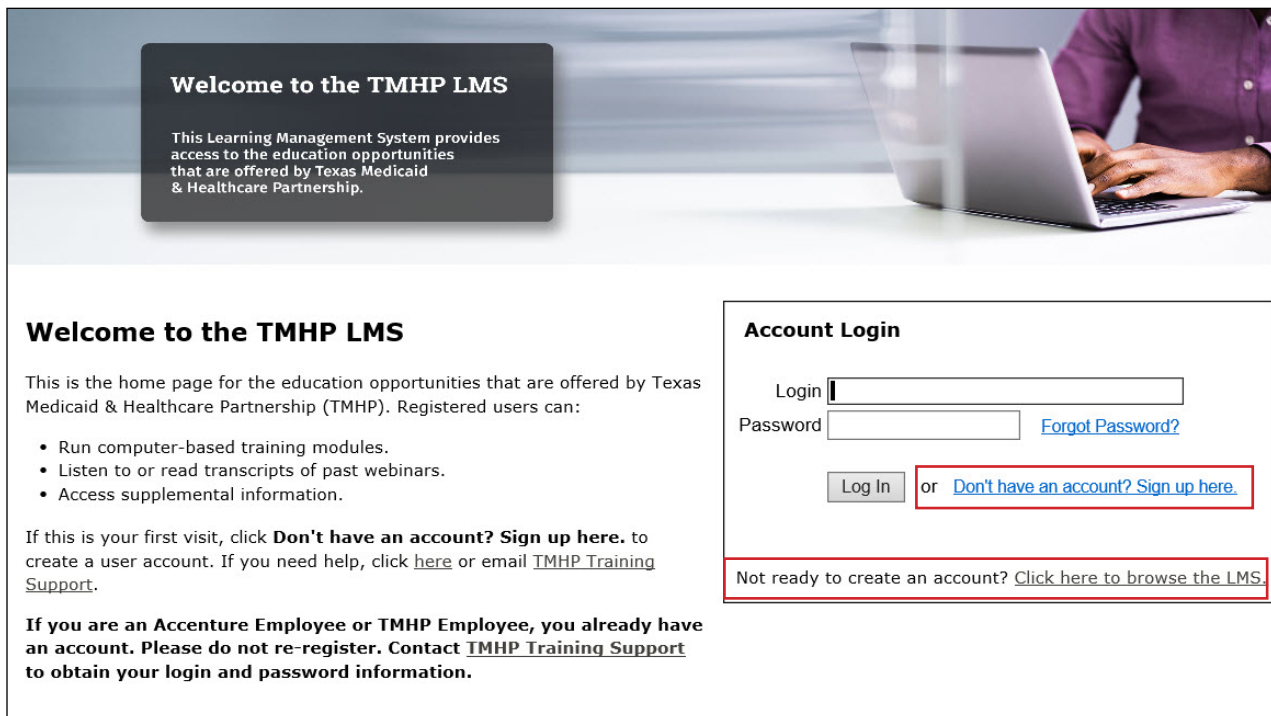 Welcome to the TMHP LMS
This Learning Management System provides
access to the education opportunities
that are offered by Texas Medicaid
& Healthcare Partnership.
Welcome to the TMHP LMS
This is the home page for the education opportunities that are offered by Texas
Medicaid & Healthcare Partnership (TMHP). Registered users can:
• Run computer-based training modules.
• Listen to or read transcripts of past webinars.
• Access supplemental information.
If this is your first visit, click Don't have an account? Sign up here. to
create a user account. If you need help, click here or email TMHP Training
Support.
If you are an Accenture Employee or TMHP Employee, you already have
an account. Please do not re-register. Contact TMHP Training Support
to obtain your login and password information.
Account Login
Login
Password Forgot Password?
Log In or Don't have an account? Sign up here.
Not ready to create an account? Click here to browse the LMS.